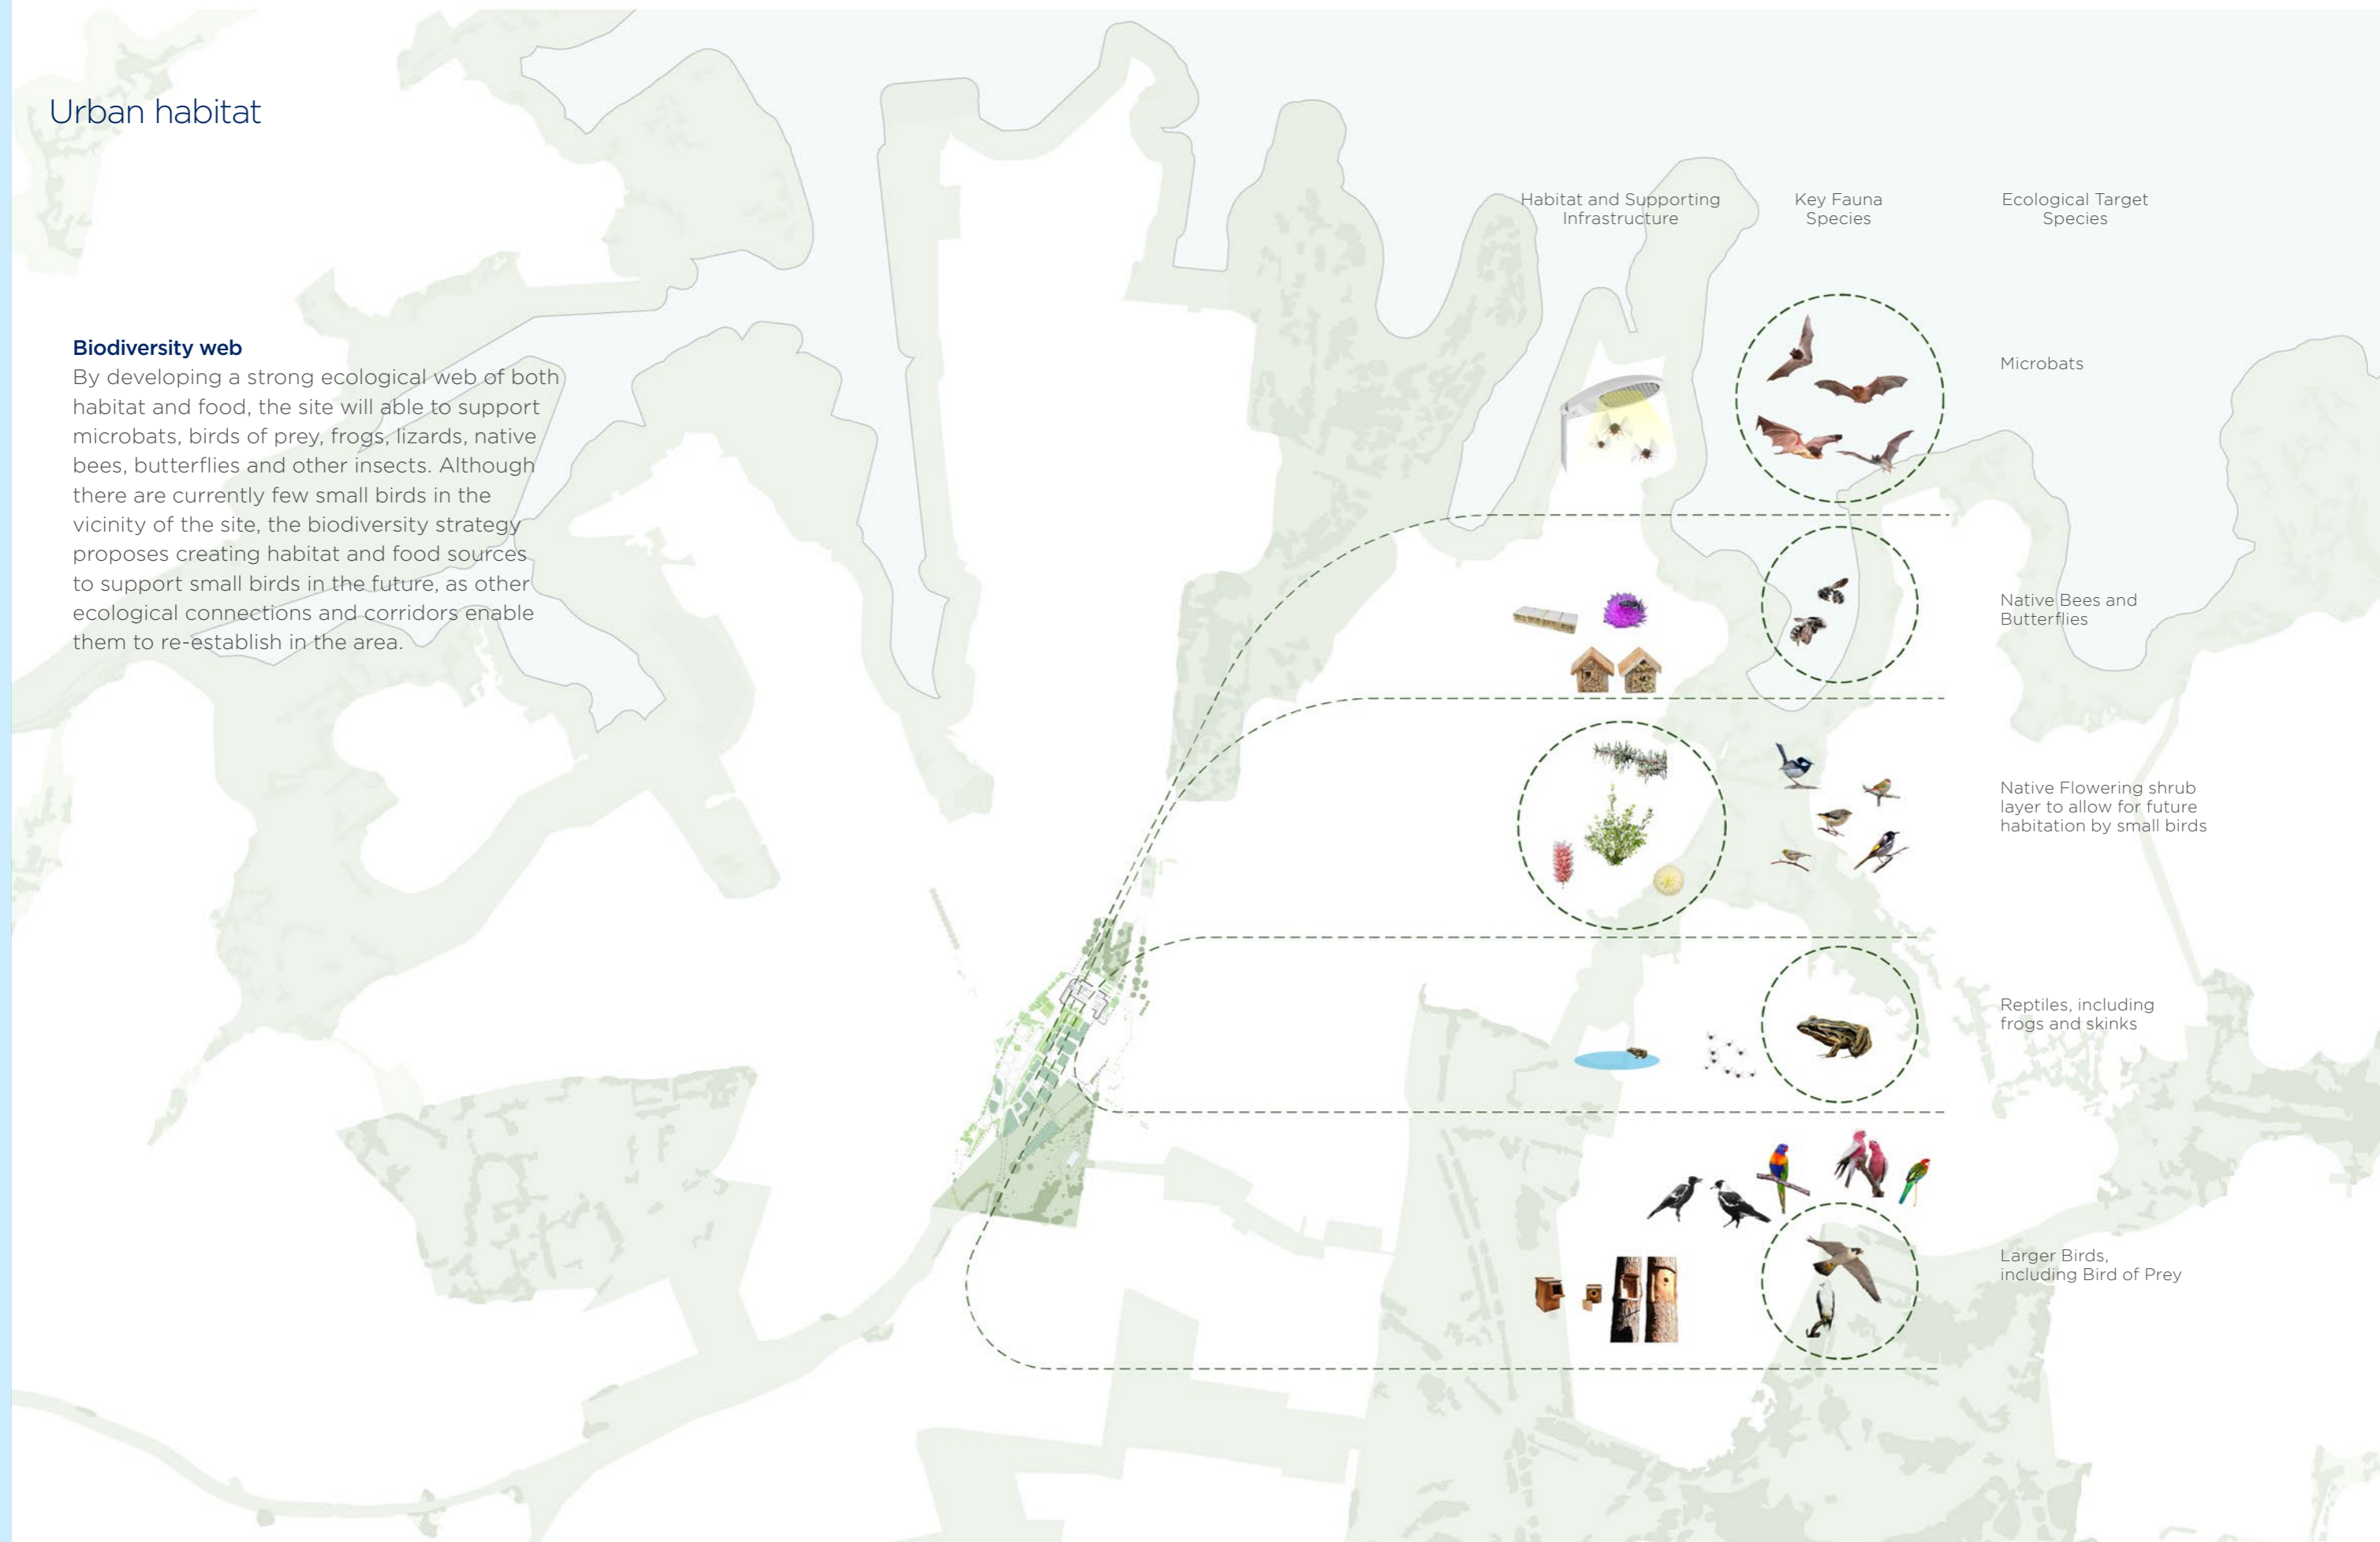 Urban habitat
Biodiversity web
By developing a strong ecological web of both
habitat and food, the site will able to support
microbats, birds of prey, frogs, lizards, native
bees, butterflies and other insects. Although
there are currently few small birds in the
vicinity of the site, the biodiversity strategy
proposes creating habitat and food sources
to support small birds in the future, as other
ecological connections and corridors enable
them to re-establish in the area.
Habitat and Supporting
Infrastructure
Key Fauna
Species
Ecological Target
Species
Microbats
Native Bees and
Butterflies
Native Flowering shrub
layer to allow for future
habitation by small birds
Reptiles, including
frogs and skinks
Larger Birds,
including Bird of Prey